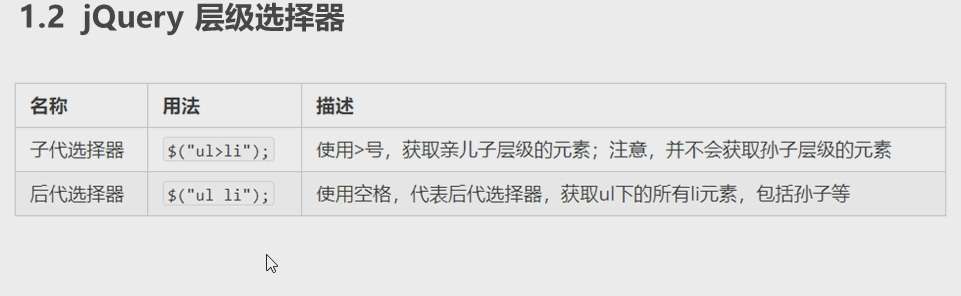 1.2 jQuery 层级选择器
名称 用法 描述
子代选择器 $("ul>li"); 使用>号，获取亲儿子层级的元素；注意，并不会获取孙子层级的元素
后代选择器 $("ul li"); 使用空格，代表后代选择器，获取ul下的所有li元素，包括孙子等